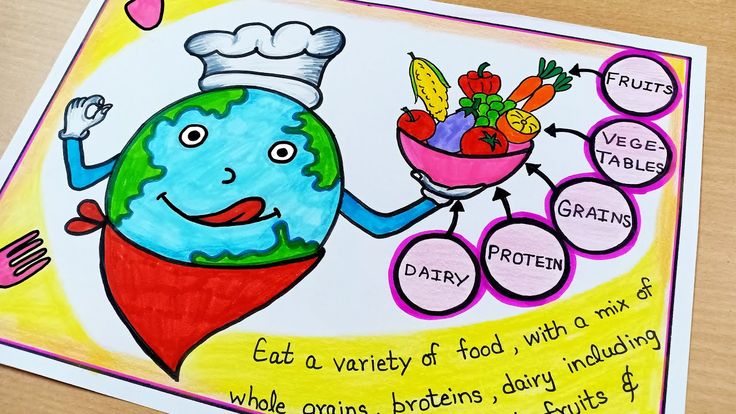 FRUITS
VEGE-
TABLES
GRAINS
PROTEIN
DAIRY
Eat a variety of food, with a mix of
whole grains, proteins, dairy including
fruits &